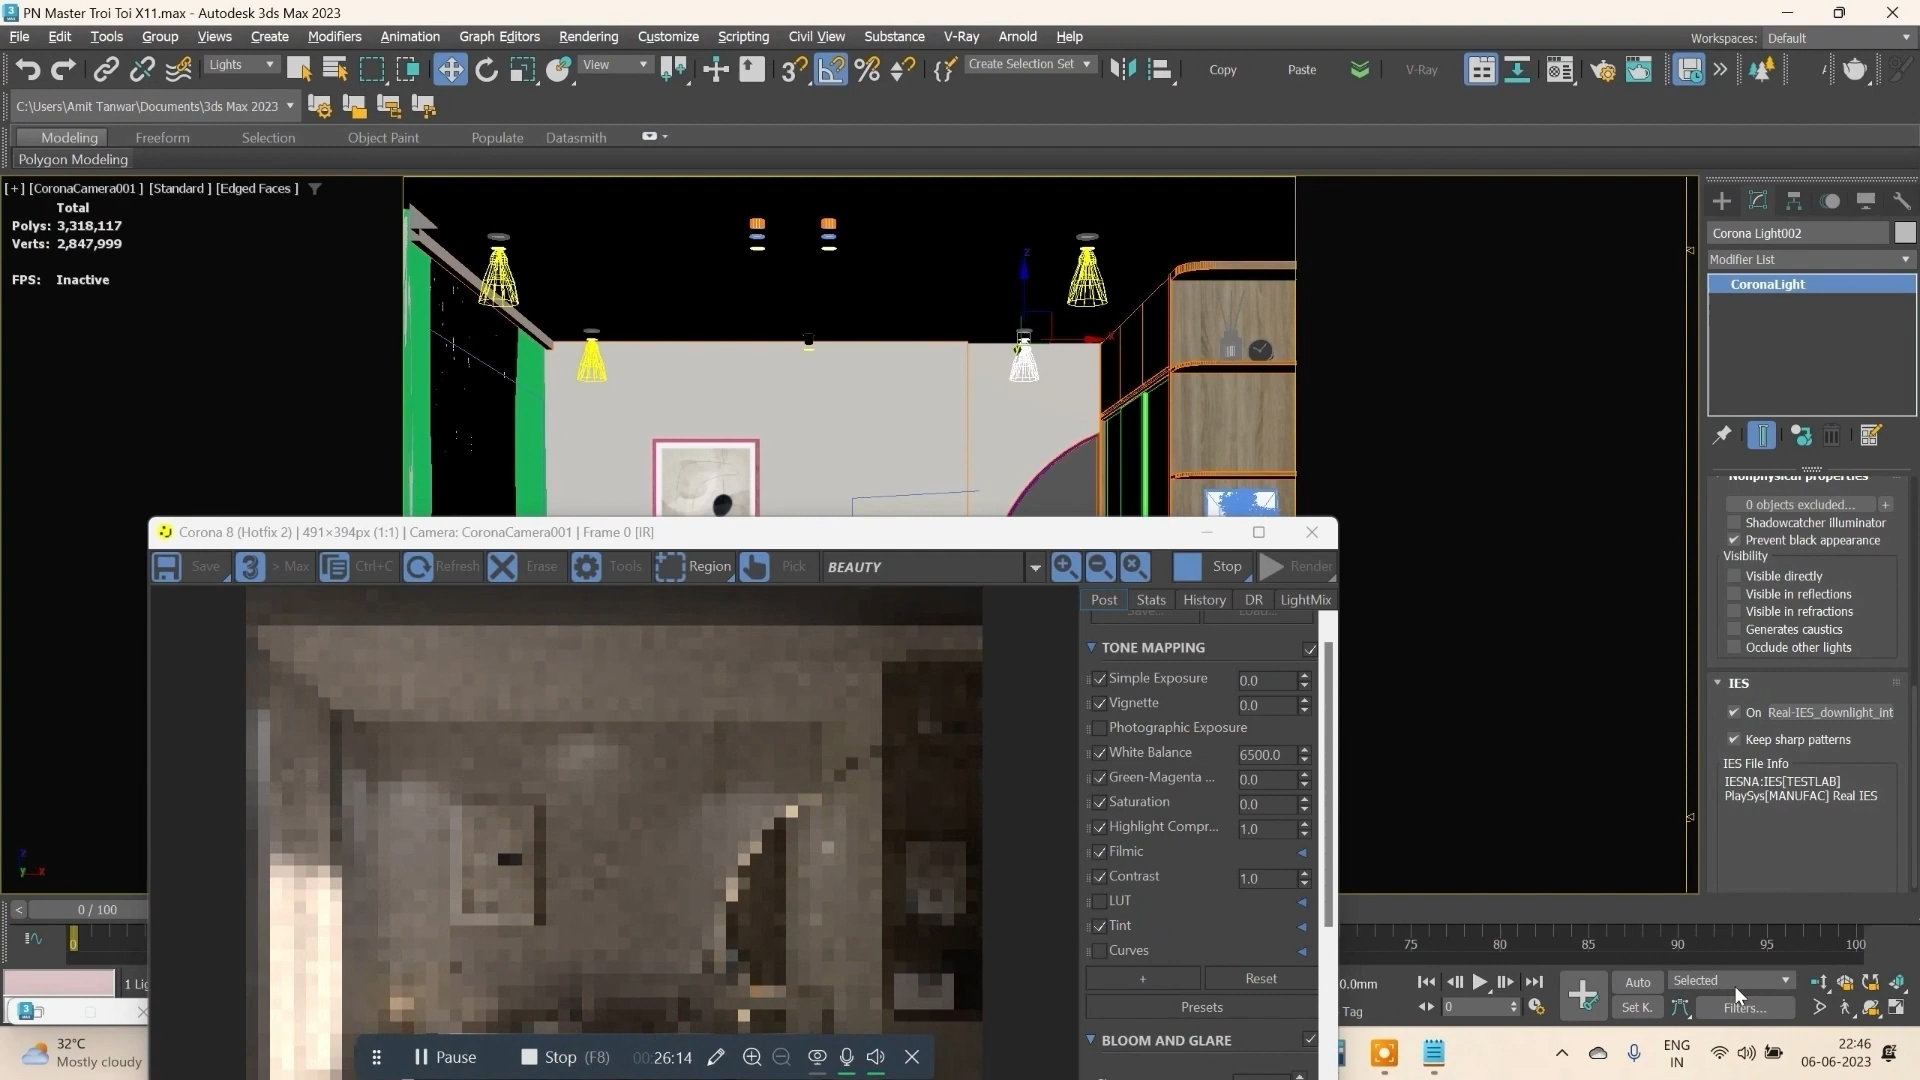 PN Master Troi Toi X11.max - Autodesk 3ds Max 2023
File Edit Tools Group Views Create Modifiers Animation Graph Editors Rendering Customize Scripting Civil View Substance V-Ray Arnold Help
Workspaces: Default
Lights View Create Selection Set Copy Paste V-Ray
C:\Users\Amit Tanwar\Documents\3ds Max 2023
Modeling Freeform Selection Object Paint Populate Datasmith
Polygon Modeling
[+] [CoronaCamera001 ] [Standard ] [Edged Faces ]
Total
Polys: 3,318,117
Verts: 2,847,999
FPS: Inactive
Corona Light002
Modifier List
CoronaLight
Nonphysical properties
0 objects excluded... +
Shadowcatcher illuminator
Prevent black appearance
Visibility
Visible directly
Visible in reflections
Visible in refractions
Generates caustics
Occlude other lights
IES
On Real-IES_downlight_int
Keep sharp patterns
IES File Info
IESNA:IES[TESTLAB]
PlaySys[MANUFAC] Real IES
Corona 8 (Hotfix 2) | 491×394px (1:1) | Camera: CoronaCamera001 | Frame 0 [IR]
Save > Max Ctrl+C Refresh Erase Tools Region Pick BEAUTY Stop Render
Post Stats History DR LightMix
Save... Load...
TONE MAPPING
Simple Exposure 0.0
Vignette 0.0
Photographic Exposure
White Balance 6500.0
Green-Magenta ... 0.0
Saturation 0.0
Highlight Compr... 1.0
Filmic
Contrast 1.0
LUT
Tint
Curves
+ Reset
Presets
BLOOM AND GLARE
0 / 100
0
75 80 85 90 95 100
1 Lig
0.0mm
Tag
0
Auto Selected
Set K. Filters...
32°C
Mostly cloudy
Pause Stop (F8) 00:26:14
ENG
IN
22:46
06-06-2023